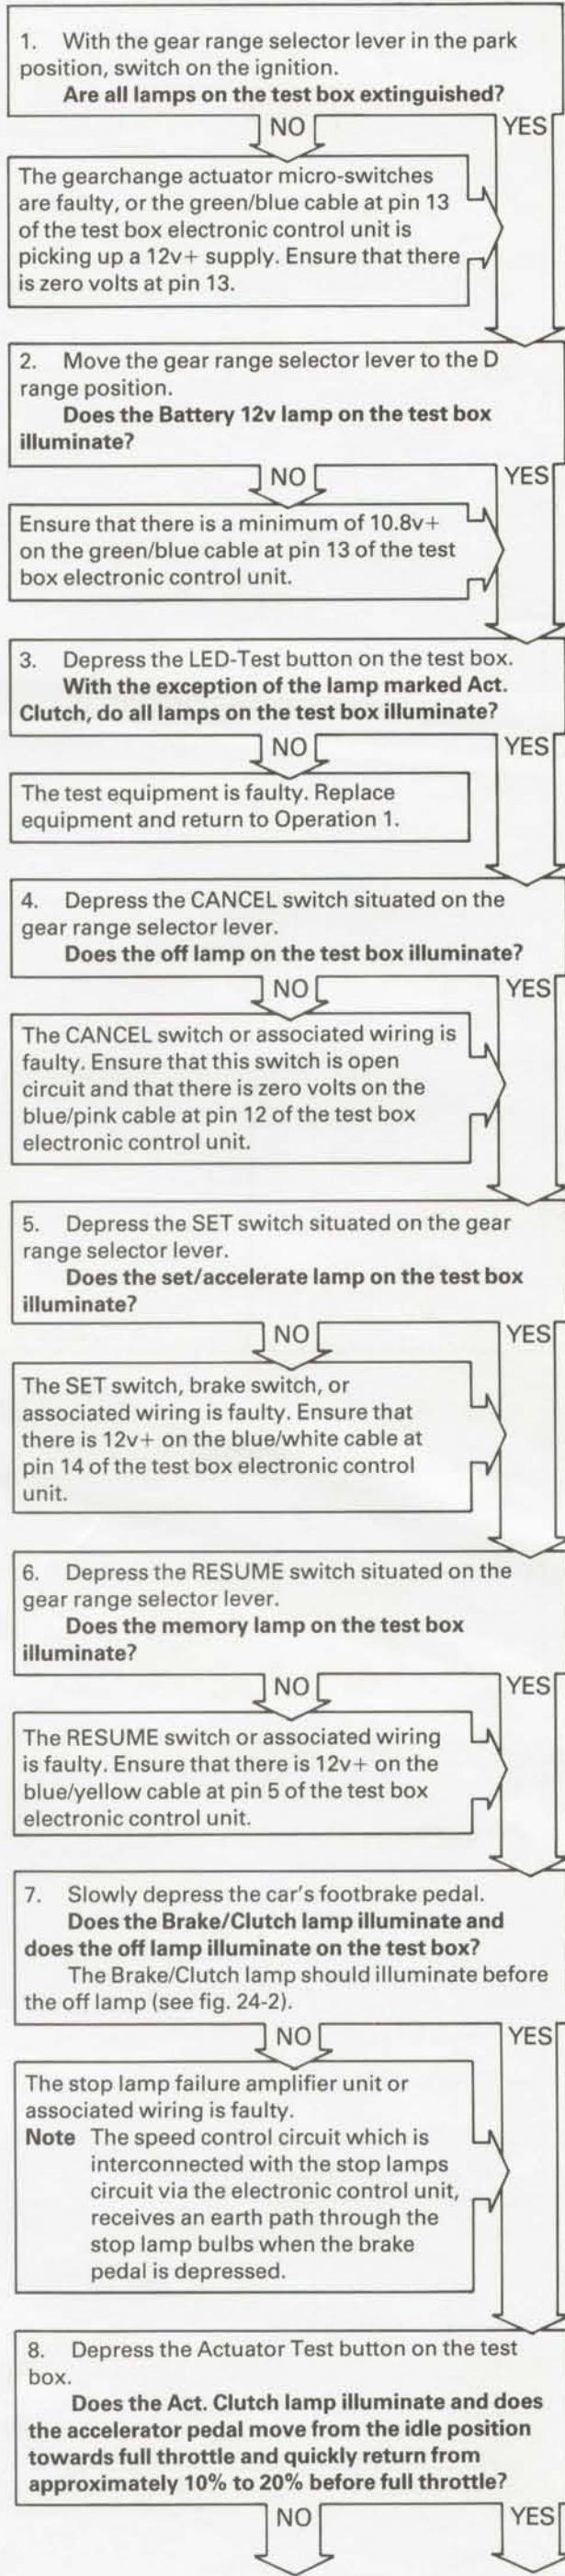 1. With the gear range selector lever in the park
position, switch on the ignition.
Are all lamps on the test box extinguished?
NO YES
The gearchange actuator micro-switches
are faulty, or the green/blue cable at pin 13
of the test box electronic control unit is
picking up a 12v+ supply. Ensure that there
is zero volts at pin 13.
2. Move the gear range selector lever to the D
range position.
Does the Battery 12v lamp on the test box
illuminate?
NO YES
Ensure that there is a minimum of 10.8v+
on the green/blue cable at pin 13 of the test
box electronic control unit.
3. Depress the LED-Test button on the test box.
With the exception of the lamp marked Act.
Clutch, do all lamps on the test box illuminate?
NO YES
The test equipment is faulty. Replace
equipment and return to Operation 1.
4. Depress the CANCEL switch situated on the
gear range selector lever.
Does the off lamp on the test box illuminate?
NO YES
The CANCEL switch or associated wiring is
faulty. Ensure that this switch is open
circuit and that there is zero volts on the
blue/pink cable at pin 12 of the test box
electronic control unit.
5. Depress the SET switch situated on the gear
range selector lever.
Does the set/accelerate lamp on the test box
illuminate?
NO YES
The SET switch, brake switch, or
associated wiring is faulty. Ensure that
there is 12v+ on the blue/white cable at
pin 14 of the test box electronic control
unit.
6. Depress the RESUME switch situated on the
gear range selector lever.
Does the memory lamp on the test box
illuminate?
NO YES
The RESUME switch or associated wiring
is faulty. Ensure that there is 12v+ on the
blue/yellow cable at pin 5 of the test box
electronic control unit.
7. Slowly depress the car's footbrake pedal.
Does the Brake/Clutch lamp illuminate and
does the off lamp illuminate on the test box?
The Brake/Clutch lamp should illuminate before
the off lamp (see fig. 24-2).
NO YES
The stop lamp failure amplifier unit or
associated wiring is faulty.
Note The speed control circuit which is
interconnected with the stop lamps
circuit via the electronic control unit,
receives an earth path through the
stop lamp bulbs when the brake
pedal is depressed.
8. Depress the Actuator Test button on the test
box.
Does the Act. Clutch lamp illuminate and does
the accelerator pedal move from the idle position
towards full throttle and quickly return from
approximately 10% to 20% before full throttle?
NO YES